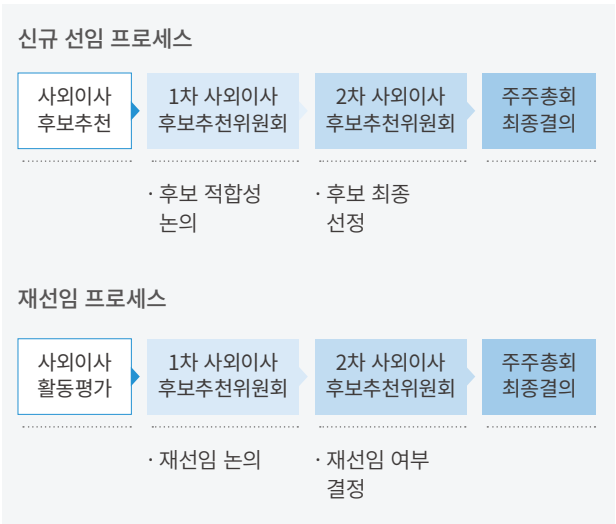 신규 선임 프로세스
사외이사
후보추천
1차 사외이사
후보추천위원회
2차 사외이사
후보추천위원회
주주총회
최종결의
· 후보 적합성
논의
· 후보 최종
선정
재선임 프로세스
사외이사
활동평가
1차 사외이사
후보추천위원회
2차 사외이사
후보추천위원회
주주총회
최종결의
· 재선임 논의
· 재선임 여부
결정